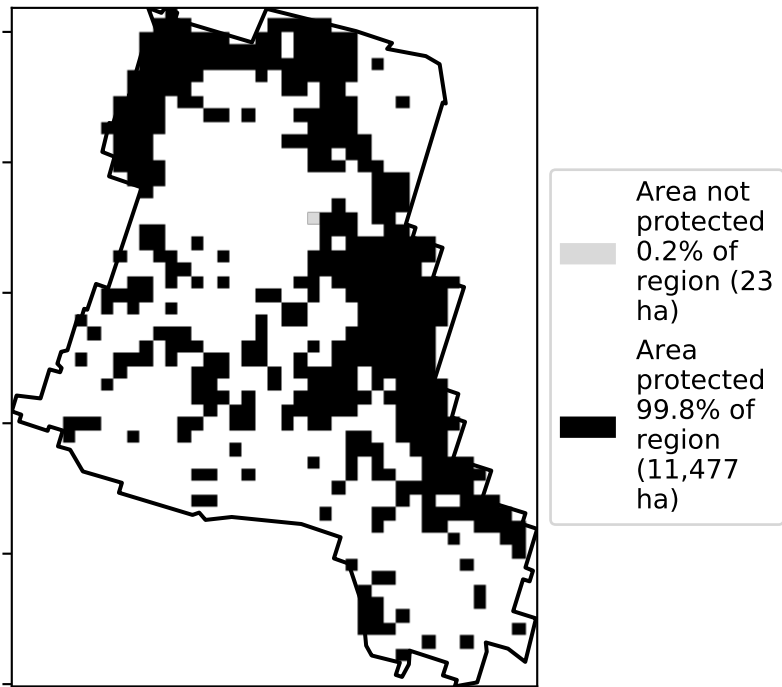 Area not
protected
0.2% of
region (23
ha)
Area
protected
99.8% of
region
(11,477
ha)